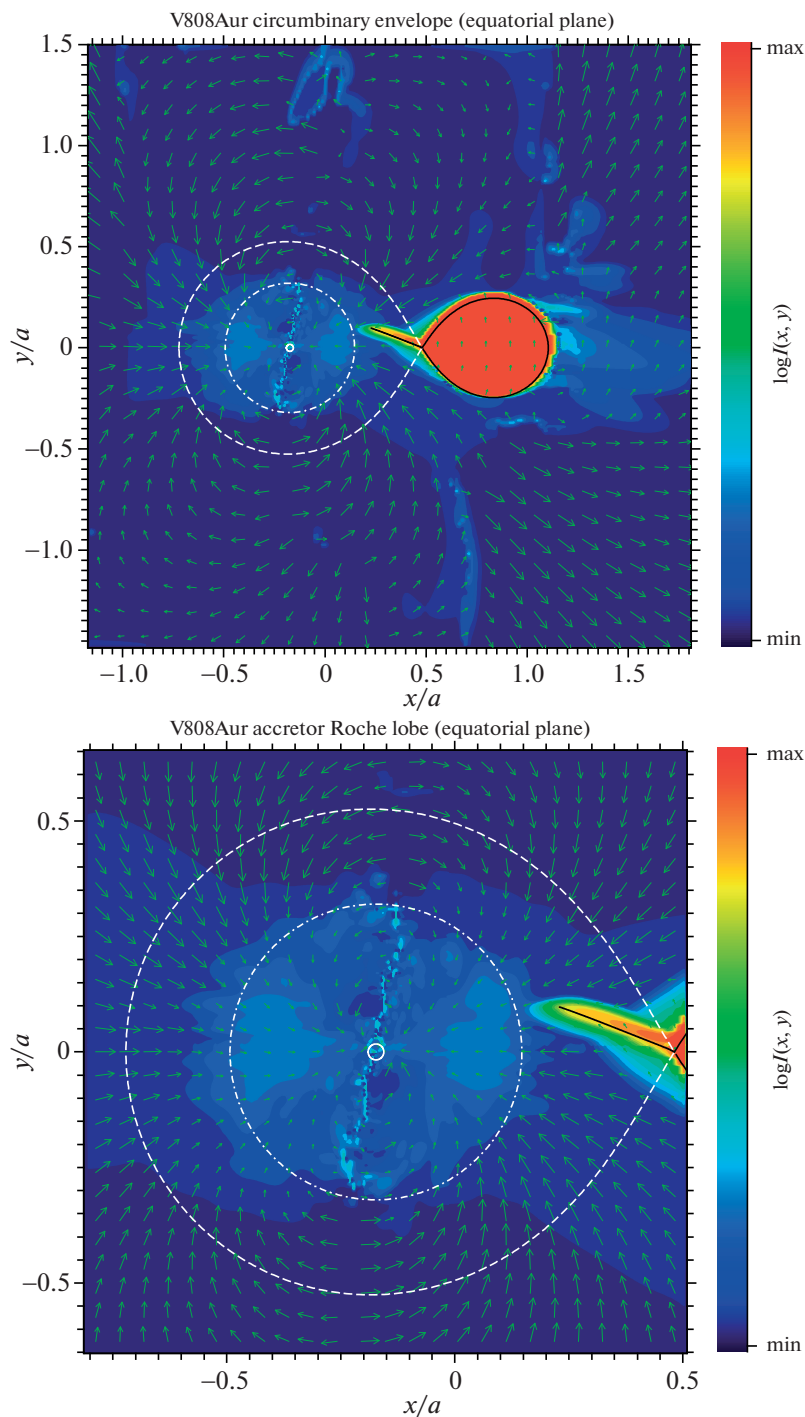 V808Aur circumbinary envelope (equatorial plane)
1.5
1.0
0.5
0
−0.5
−1.0
y/a
−1.0
−0.5
0
0.5
1.0
1.5
x/a
max
logI(x, y)
min
V808Aur accretor Roche lobe (equatorial plane)
0.5
0
−0.5
y/a
−0.5
0
0.5
x/a
max
logI(x, y)
min